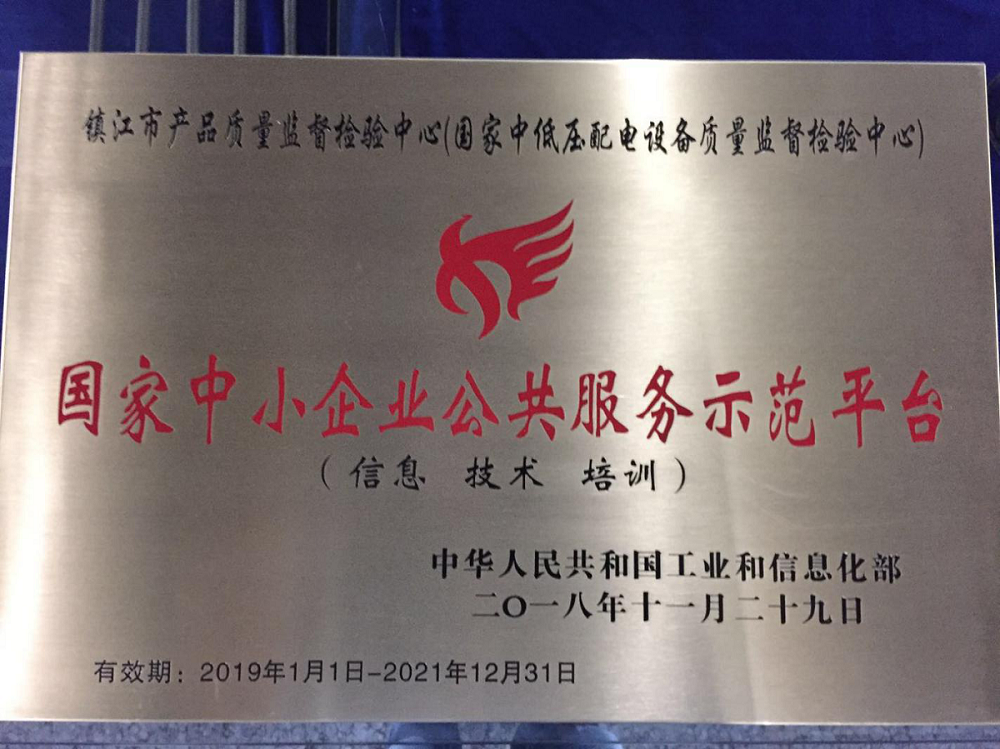 镇江市产品质量监督检验中心(国家中低压配电设备质量监督检验中心)
国家中小企业公共服务示范平台
(信息 技术 培训)
中华人民共和国工业和信息化部
二〇一八年十一月二十九日
有效期：2019年1月1日-2021年12月31日